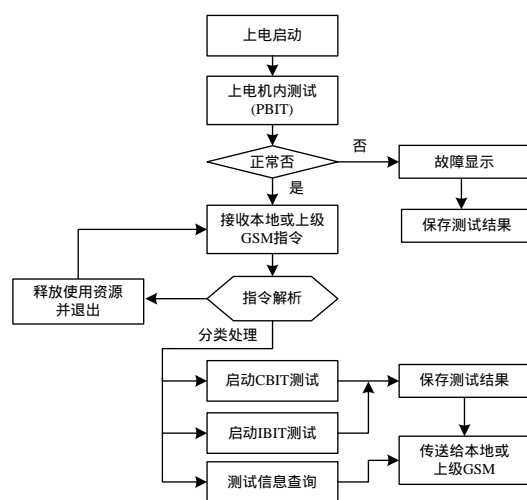 上电启动
上电机内测试
(PBIT)
正常否
否
故障显示
是
保存测试结果
接收本地或上级
GSM指令
释放使用资源
并退出
指令解析
分类处理
启动CBIT测试
保存测试结果
启动IBIT测试
传送给本地或
上级GSM
测试信息查询